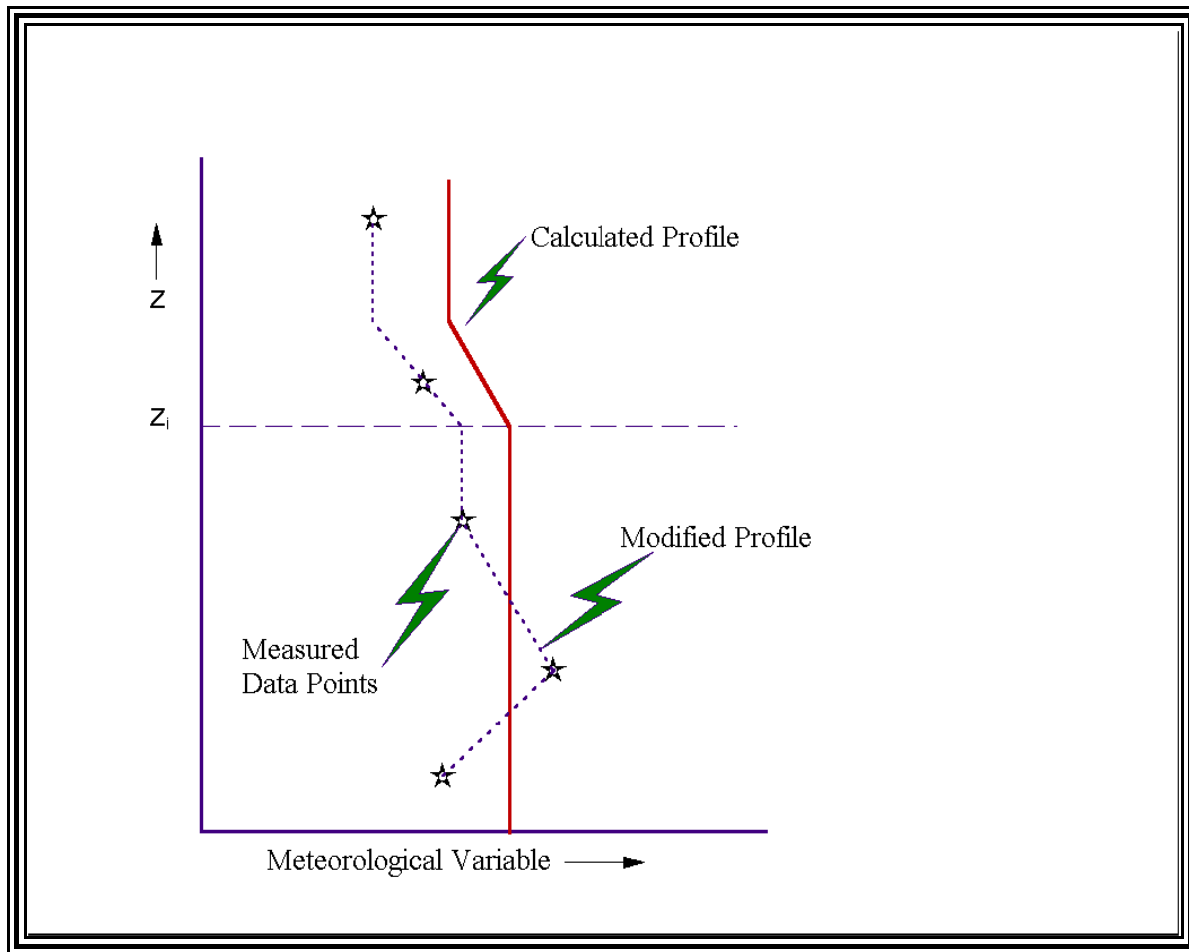 Calculated Profile
Z
Zi
Modified Profile
Measured
Data Points
Meteorological Variable